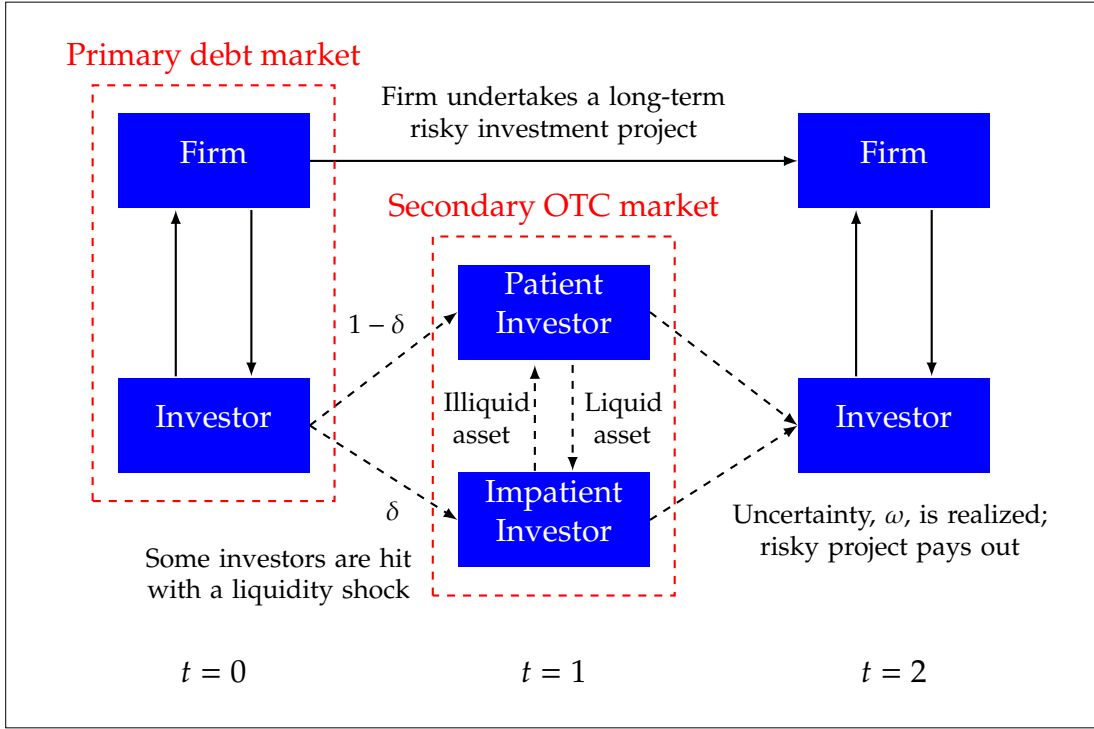 Primary debt market
Firm undertakes a long-term
risky investment project
Firm
Firm
Secondary OTC market
Patient
Investor
1 − δ
Investor
Illiquid
asset
Liquid
asset
Investor
δ
Impatient
Investor
Some investors are hit
with a liquidity shock
Uncertainty, ω, is realized;
risky project pays out
t = 0
t = 1
t = 2